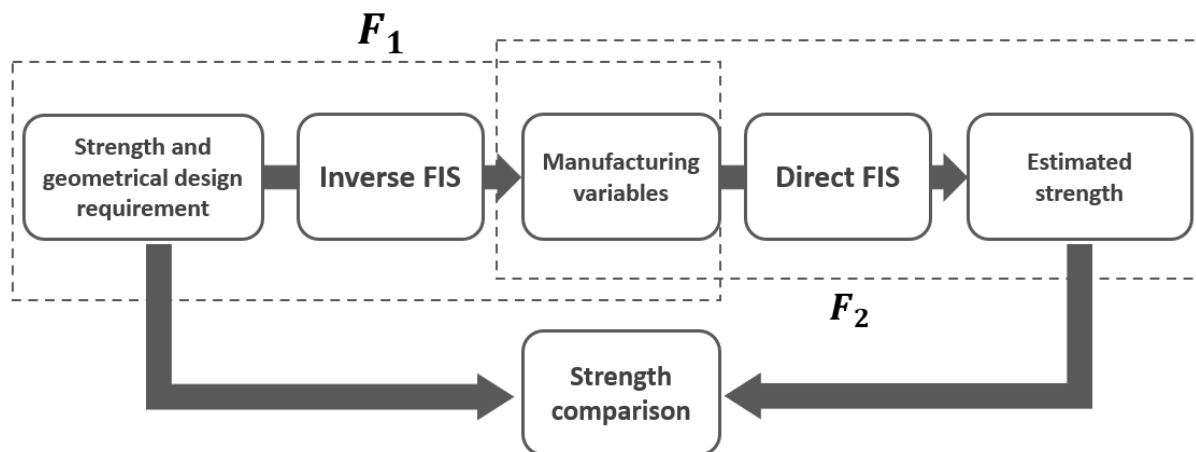 F₁
Strength and
geometrical design
requirement
Inverse FIS
Manufacturing
variables
Direct FIS
Estimated
strength
F₂
Strength
comparison